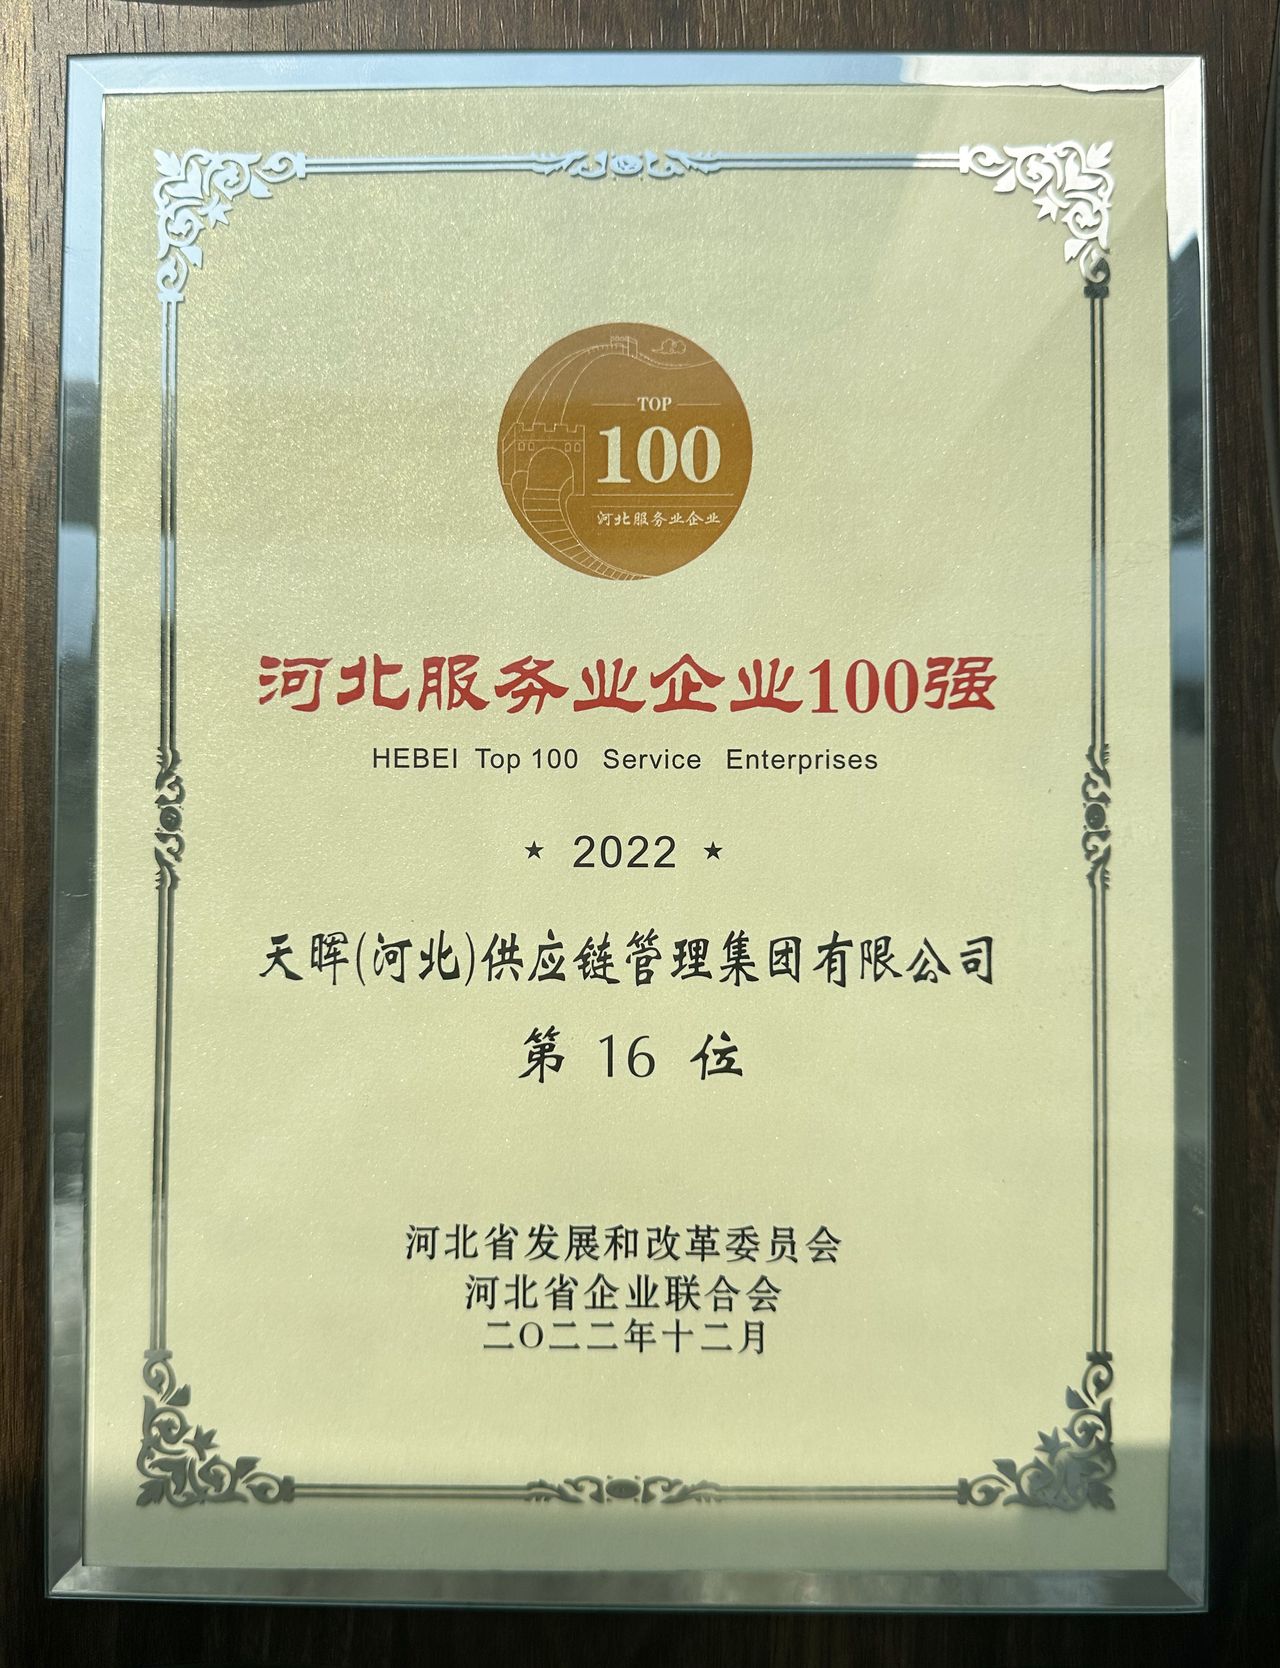 TOP
100
河北服务业企业
河北服务业企业100强
HEBEI Top 100 Service Enterprises
★ 2022 ★
天晖(河北)供应链管理集团有限公司
第 16 位
河北省发展和改革委员会
河北省企业联合会
二〇二二年十二月